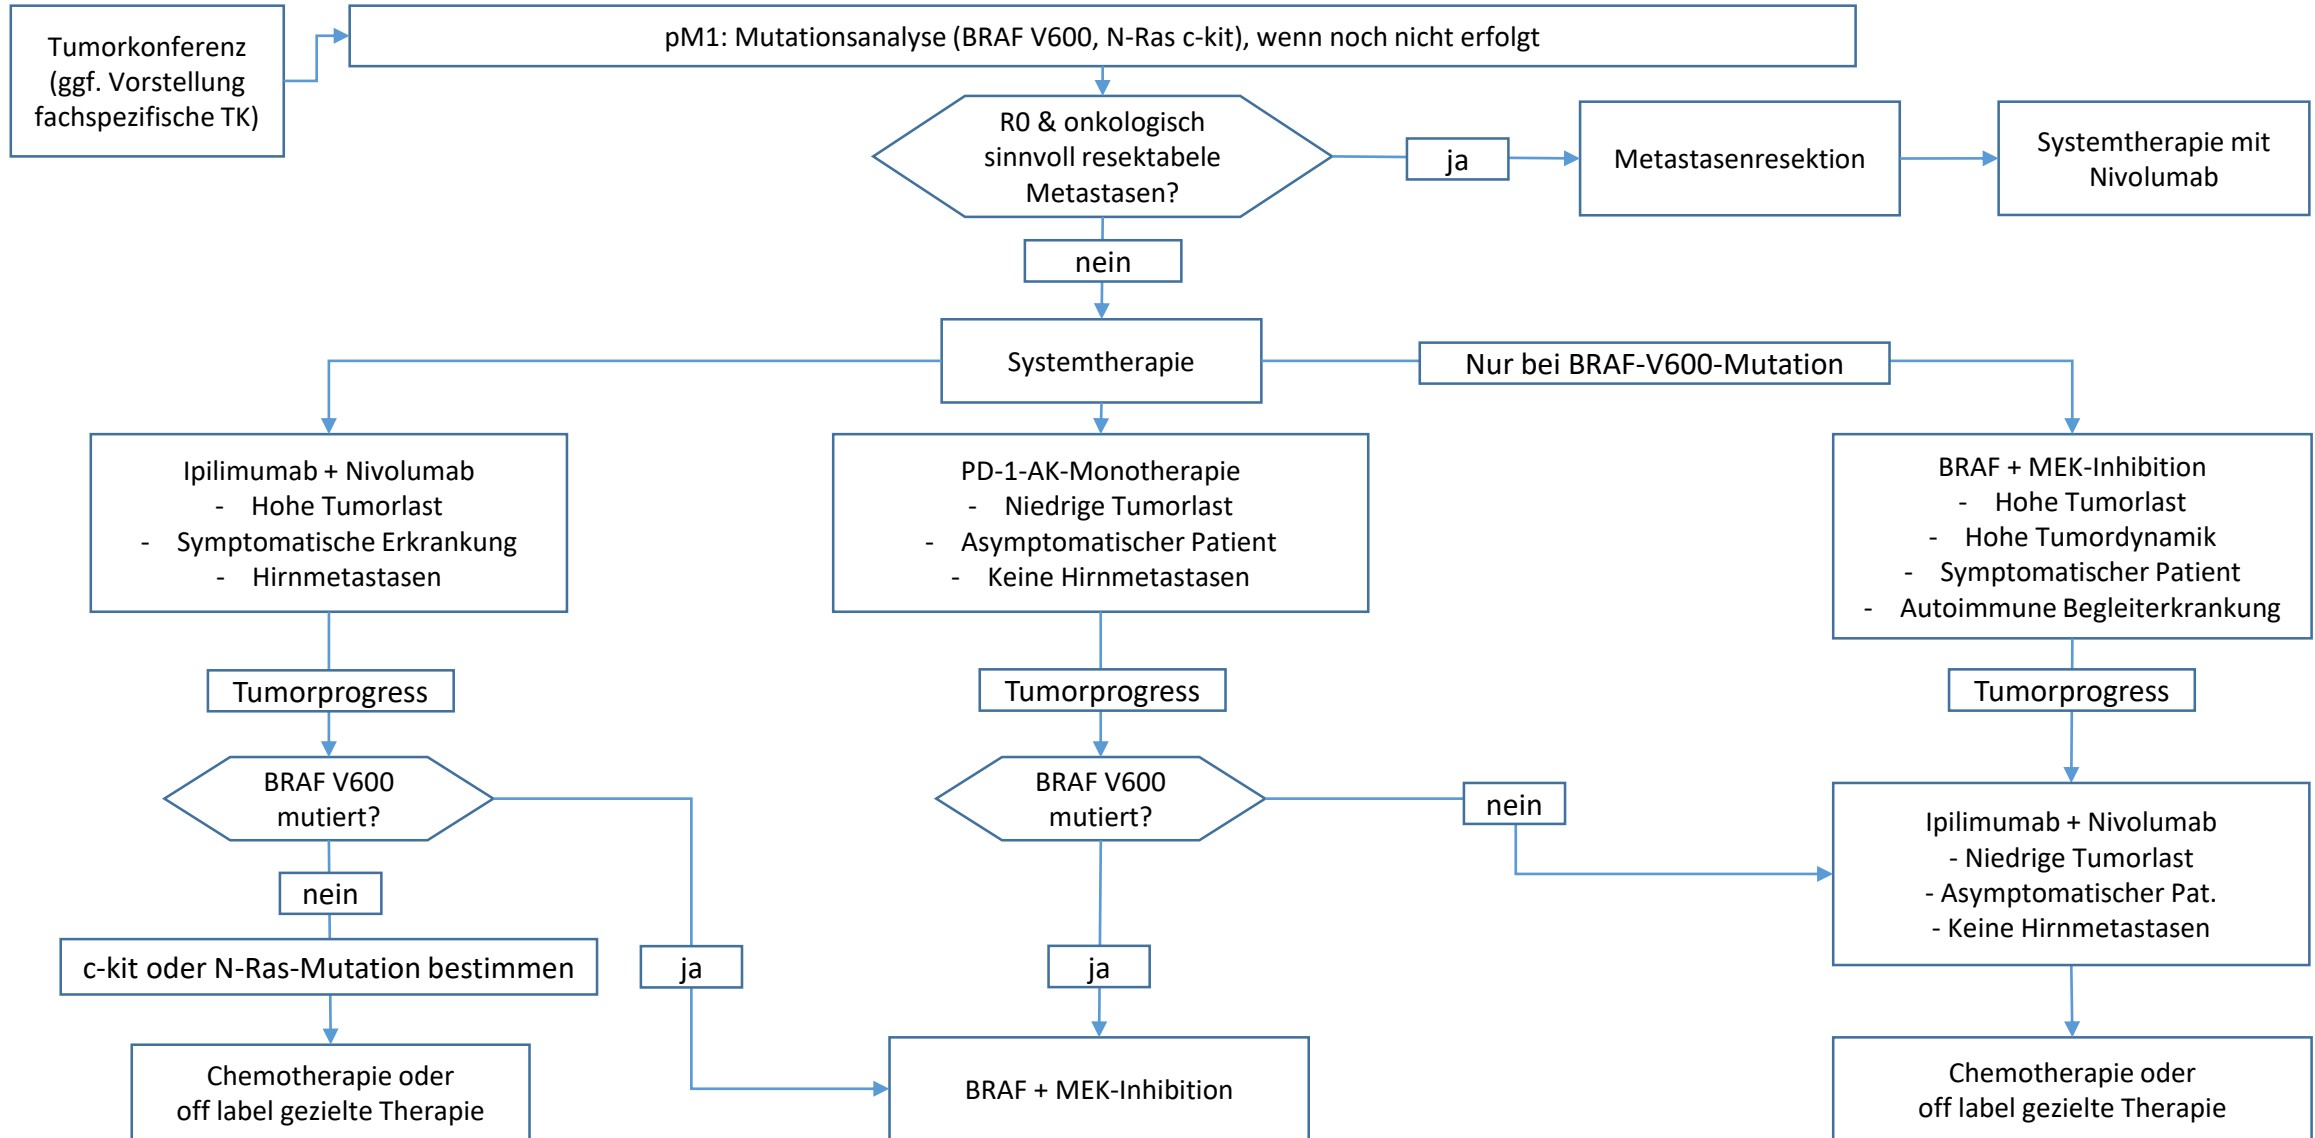 Tumorkonferenz
(ggf. Vorstellung
fachspezifische TK)
pM1: Mutationsanalyse (BRAF V600, N-Ras c-kit), wenn noch nicht erfolgt
R0 & onkologisch
sinnvoll resektabele
Metastasen?
ja
Metastasenresektion
Systemtherapie mit
Nivolumab
nein
Systemtherapie
Nur bei BRAF-V600-Mutation
Ipilimumab + Nivolumab
- Hohe Tumorlast
- Symptomatische Erkrankung
- Hirnmetastasen
PD-1-AK-Monotherapie
- Niedrige Tumorlast
- Asymptomatischer Patient
- Keine Hirnmetastasen
BRAF + MEK-Inhibition
- Hohe Tumorlast
- Hohe Tumordynamik
- Symptomatischer Patient
- Autoimmune Begleiterkrankung
Tumorprogress
Tumorprogress
Tumorprogress
BRAF V600
mutiert?
BRAF V600
mutiert?
nein
Ipilimumab + Nivolumab
- Niedrige Tumorlast
- Asymptomatischer Pat.
- Keine Hirnmetastasen
nein
c-kit oder N-Ras-Mutation bestimmen
ja
ja
Chemotherapie oder
off label gezielte Therapie
BRAF + MEK-Inhibition
Chemotherapie oder
off label gezielte Therapie